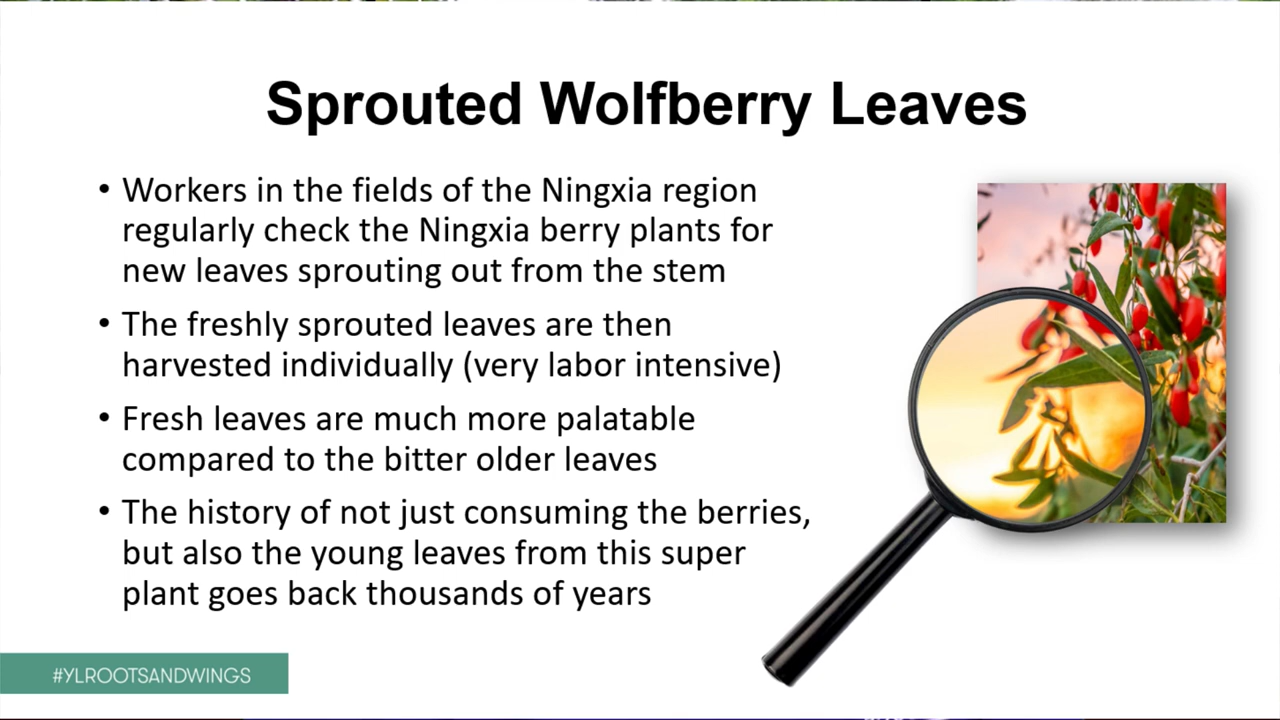 Sprouted Wolfberry Leaves
• Workers in the fields of the Ningxia region
regularly check the Ningxia berry plants for
new leaves sprouting out from the stem
• The freshly sprouted leaves are then
harvested individually (very labor intensive)
• Fresh leaves are much more palatable
compared to the bitter older leaves
• The history of not just consuming the berries,
but also the young leaves from this super
plant goes back thousands of years
#YLROOTSANDWINGS